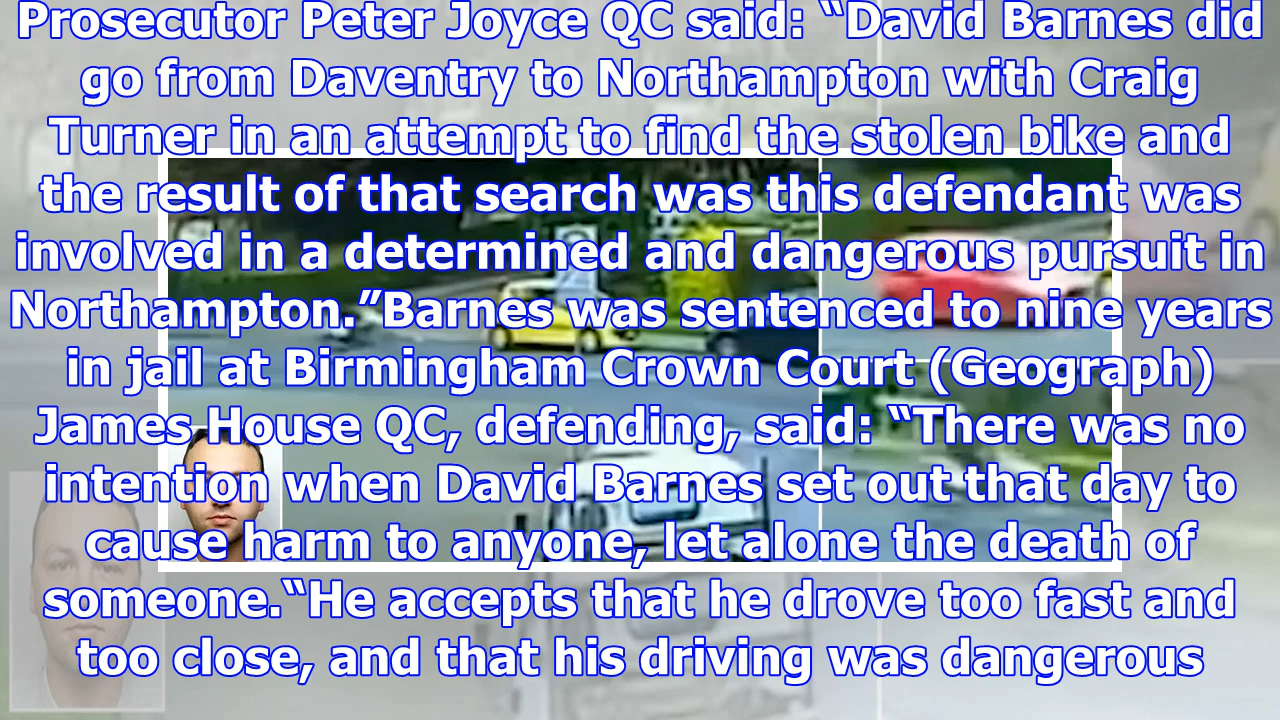 Prosecutor Peter Joyce QC said: “David Barnes did
go from Daventry to Northampton with Craig
Turner in an attempt to find the stolen bike and
the result of that search was this defendant was
involved in a determined and dangerous pursuit in
Northampton.”Barnes was sentenced to nine years
in jail at Birmingham Crown Court (Geograph)
James House QC, defending, said: “There was no
intention when David Barnes set out that day to
cause harm to anyone, let alone the death of
someone.“He accepts that he drove too fast and
too close, and that his driving was dangerous